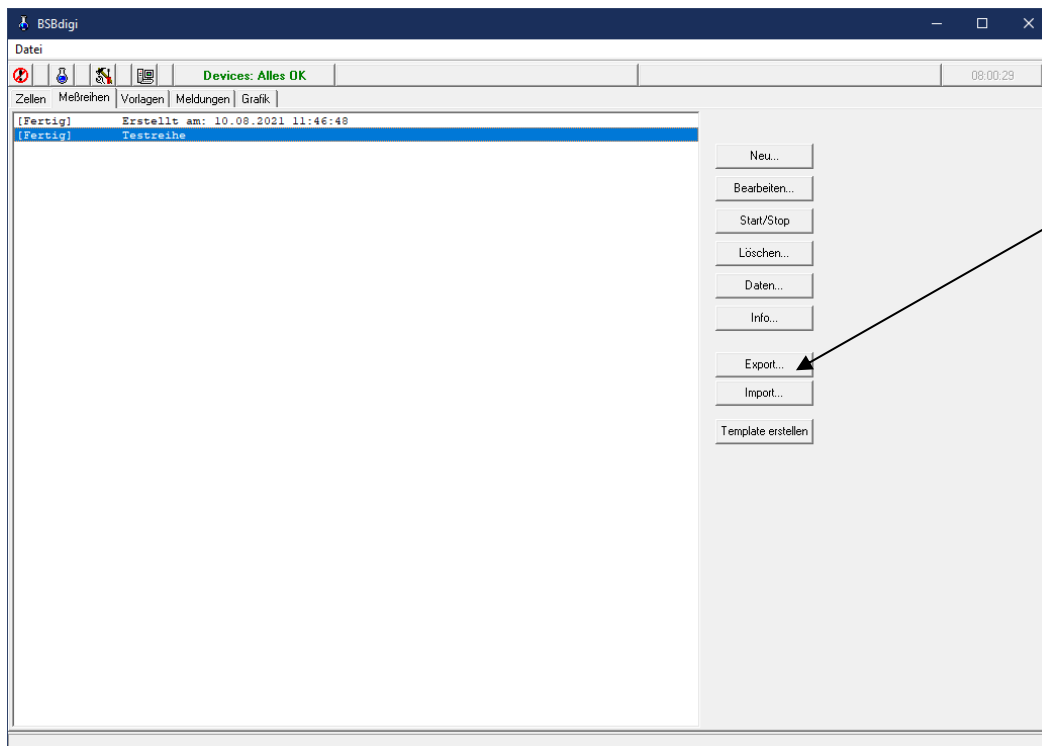 BSBdigi
Datei
Devices: Alles OK
08:00:29
Zellen Meßreihen Vorlagen Meldungen Grafik
[Fertig] Erstellt am: 10.08.2021 11:46:48
[Fertig] Testreihe
Neu...
Bearbeiten...
Start/Stop
Löschen...
Daten...
Info...
Export...
Import...
Template erstellen